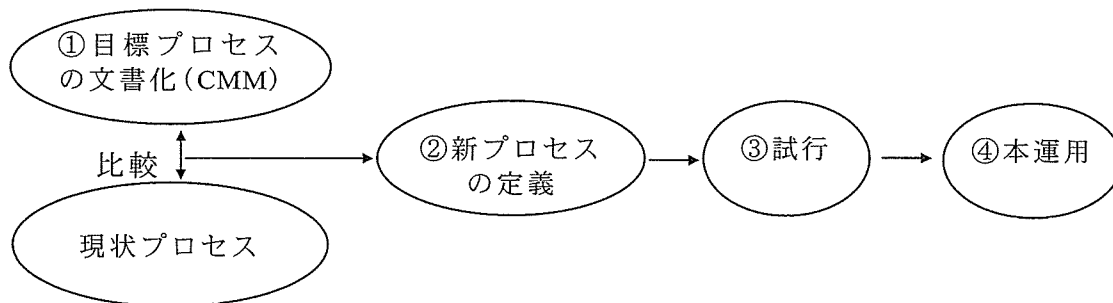 ①目標プロセス
の文書化(CMM)
比較
現状プロセス
②新プロセス
の定義
③試行
④本運用